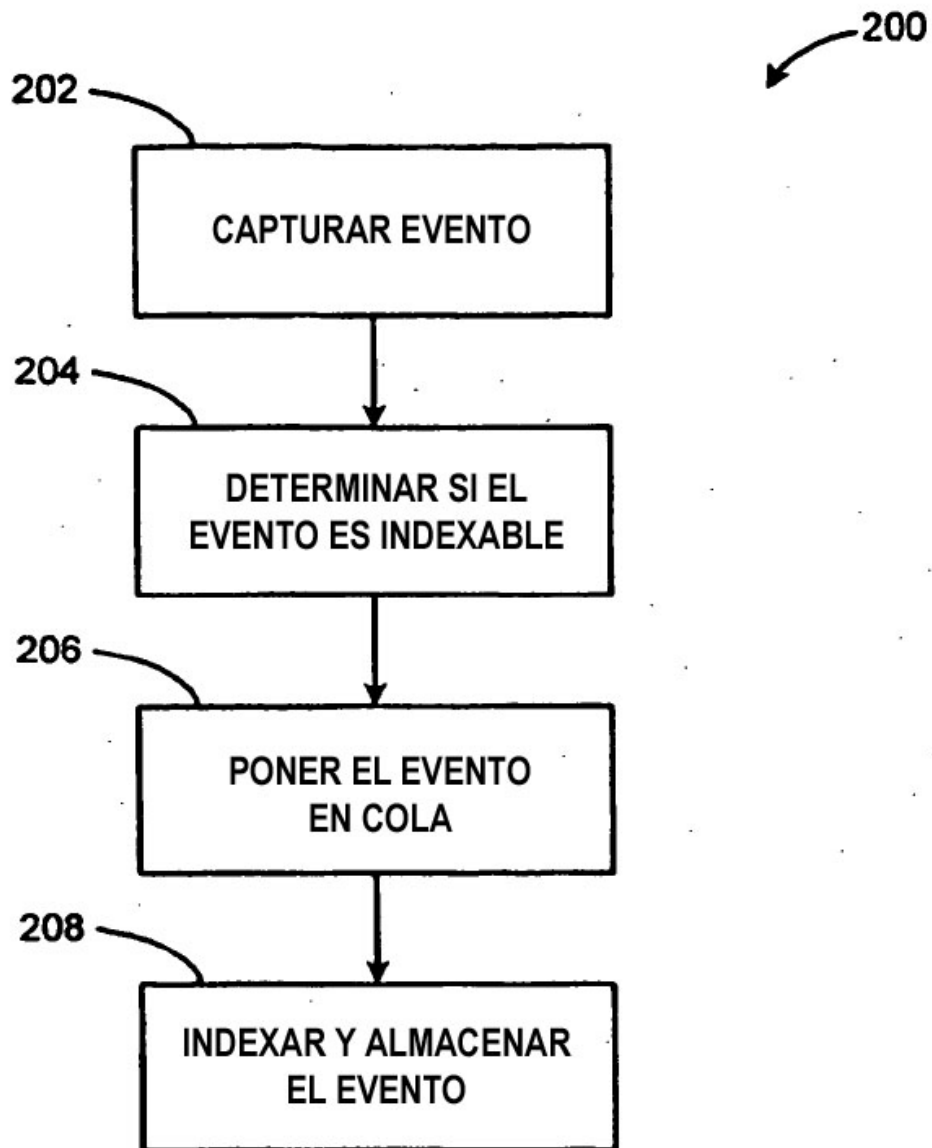 200
202
CAPTURAR EVENTO
204
DETERMINAR SI EL
EVENTO ES INDEXABLE
206
PONER EL EVENTO
EN COLA
208
INDEXAR Y ALMACENAR
EL EVENTO